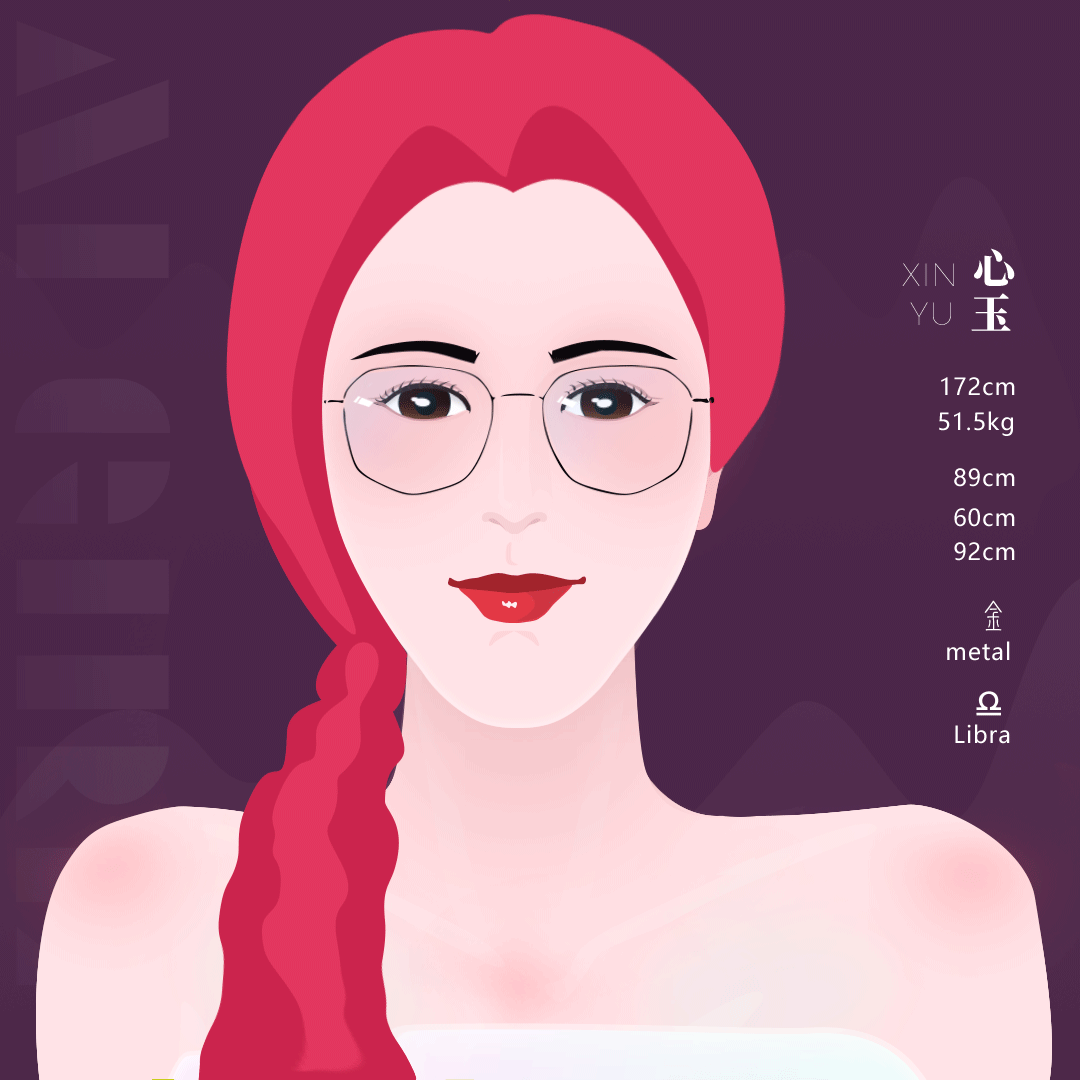 XIN
YU
心玉
172cm
51.5kg
89cm
60cm
92cm
金
metal
Libra